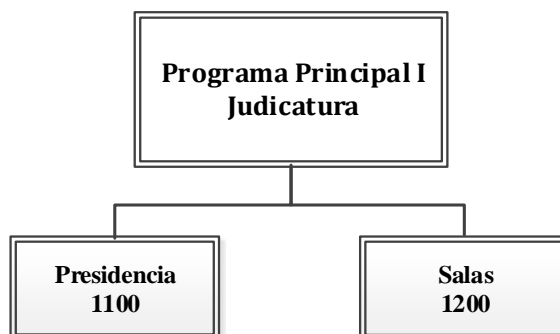 Programa Principal I
Judicatura
Presidencia
1100
Salas
1200